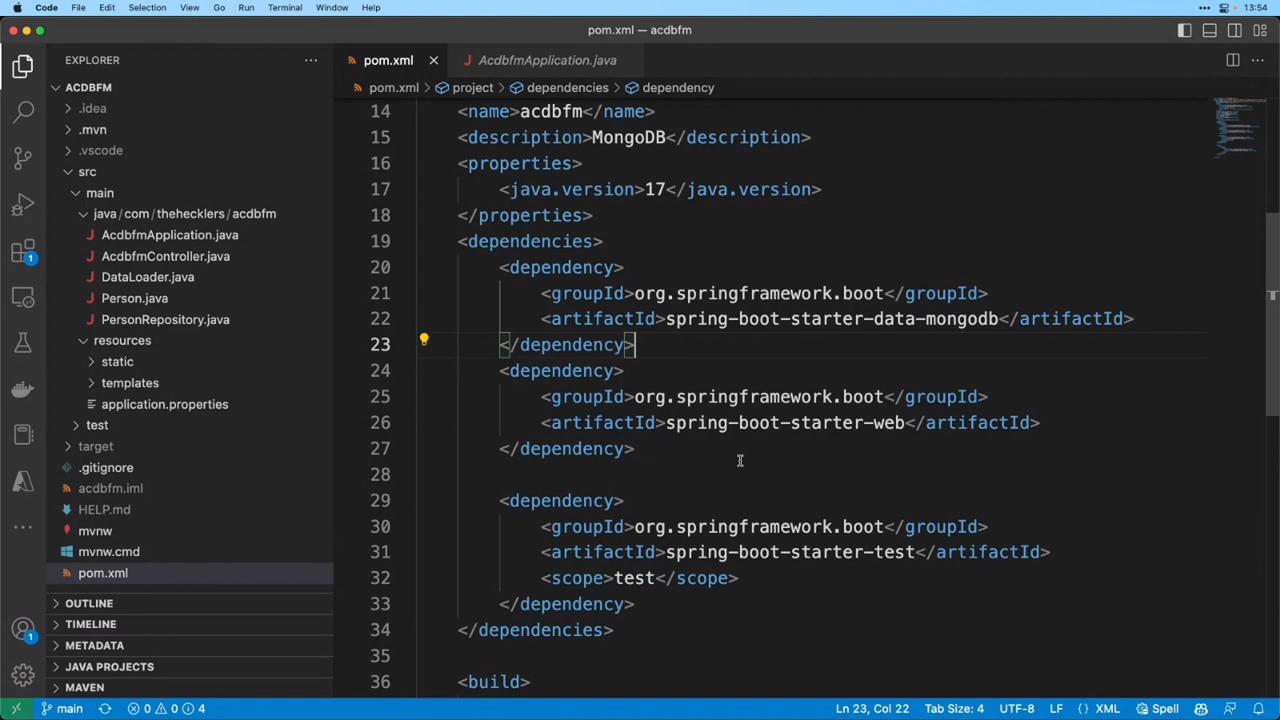 Code File Edit Selection View Go Run Terminal Window Help 13:54
pom.xml — acdbfm
EXPLORER
ACDBFM
.idea
.mvn
.vscode
src
main
java/com/thehecklers/acdbfm
J AcdbfmApplication.java
J AcdbfmController.java
J DataLoader.java
J Person.java
J PersonRepository.java
resources
static
templates
application.properties
test
target
.gitignore
acdbfm.iml
HELP.md
mvnw
mvnw.cmd
pom.xml
OUTLINE
TIMELINE
METADATA
JAVA PROJECTS
MAVEN
1
1
pom.xml J AcdbfmApplication.java
pom.xml > project > dependencies > dependency
14 <name>acdbfm</name>
15 <description>MongoDB</description>
16 <properties>
17 <java.version>17</java.version>
18 </properties>
19 <dependencies>
20 <dependency>
21 <groupId>org.springframework.boot</groupId>
22 <artifactId>spring-boot-starter-data-mongodb</artifactId>
23 </dependency>
24 <dependency>
25 <groupId>org.springframework.boot</groupId>
26 <artifactId>spring-boot-starter-web</artifactId>
27 </dependency>
28
29 <dependency>
30 <groupId>org.springframework.boot</groupId>
31 <artifactId>spring-boot-starter-test</artifactId>
32 <scope>test</scope>
33 </dependency>
34 </dependencies>
35
36 <build>
main 0 0 4 Ln 23, Col 22 Tab Size: 4 UTF-8 LF {} XML Spell